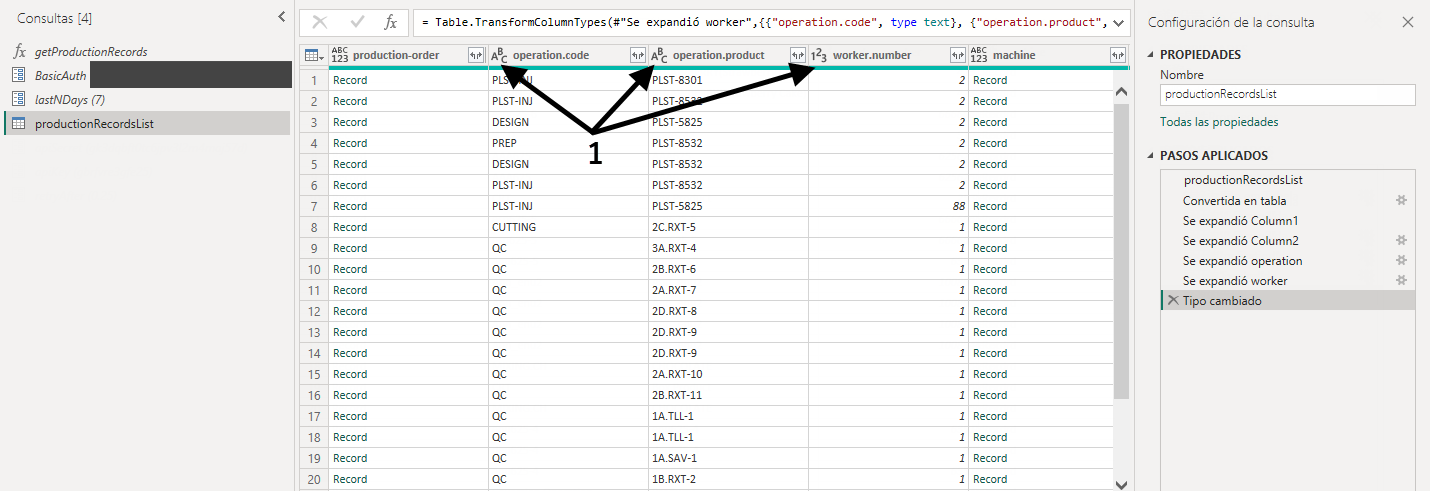 Consultas [4]
fx getProductionRecords
BasicAuth
lastNDays (7)
productionRecordsList
= Table.TransformColumnTypes(#"Se expandió worker",{{"operation.code", type text}, {"operation.product",
ABC 123 production-order ABC operation.code ABC operation.product 123 worker.number ABC 123 machine
1 Record PLST-INJ PLST-8301 2 Record
2 Record PLST-INJ PLST-8532 2 Record
3 Record DESIGN PLST-5825 2 Record
4 Record PREP PLST-8532 2 Record
5 Record DESIGN PLST-8532 2 Record
6 Record PLST-INJ PLST-8532 2 Record
7 Record PLST-INJ PLST-5825 88 Record
8 Record CUTTING 2C.RXT-5 1 Record
9 Record QC 3A.RXT-4 1 Record
10 Record QC 2B.RXT-6 1 Record
11 Record QC 2A.RXT-7 1 Record
12 Record QC 2D.RXT-8 1 Record
13 Record QC 2D.RXT-9 1 Record
14 Record QC 2D.RXT-9 1 Record
15 Record QC 2A.RXT-10 1 Record
16 Record QC 2B.RXT-11 1 Record
17 Record QC 1A.TLL-1 1 Record
18 Record QC 1A.TLL-1 1 Record
19 Record QC 1A.SAV-1 1 Record
20 Record QC 1B.RXT-2 1 Record
1
Configuración de la consulta
PROPIEDADES
Nombre
productionRecordsList
Todas las propiedades
PASOS APLICADOS
productionRecordsList
Convertida en tabla
Se expandió Column1
Se expandió Column2
Se expandió operation
Se expandió worker
Tipo cambiado